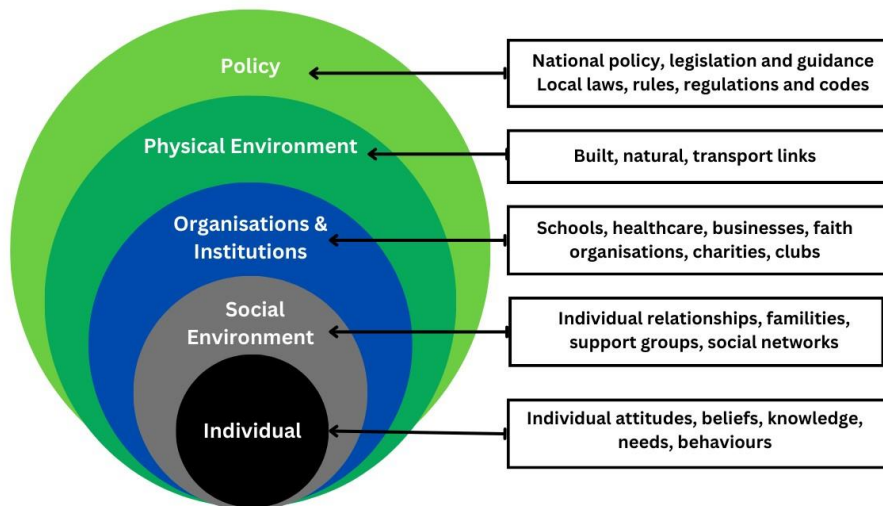 Policy
National policy, legislation and guidance
Local laws, rules, regulations and codes
Physical Environment
Built, natural, transport links
Organisations &
Institutions
Schools, healthcare, businesses, faith
organisations, charities, clubs
Social
Environment
Individual relationships, familities,
support groups, social networks
Individual
Individual attitudes, beliefs, knowledge,
needs, behaviours